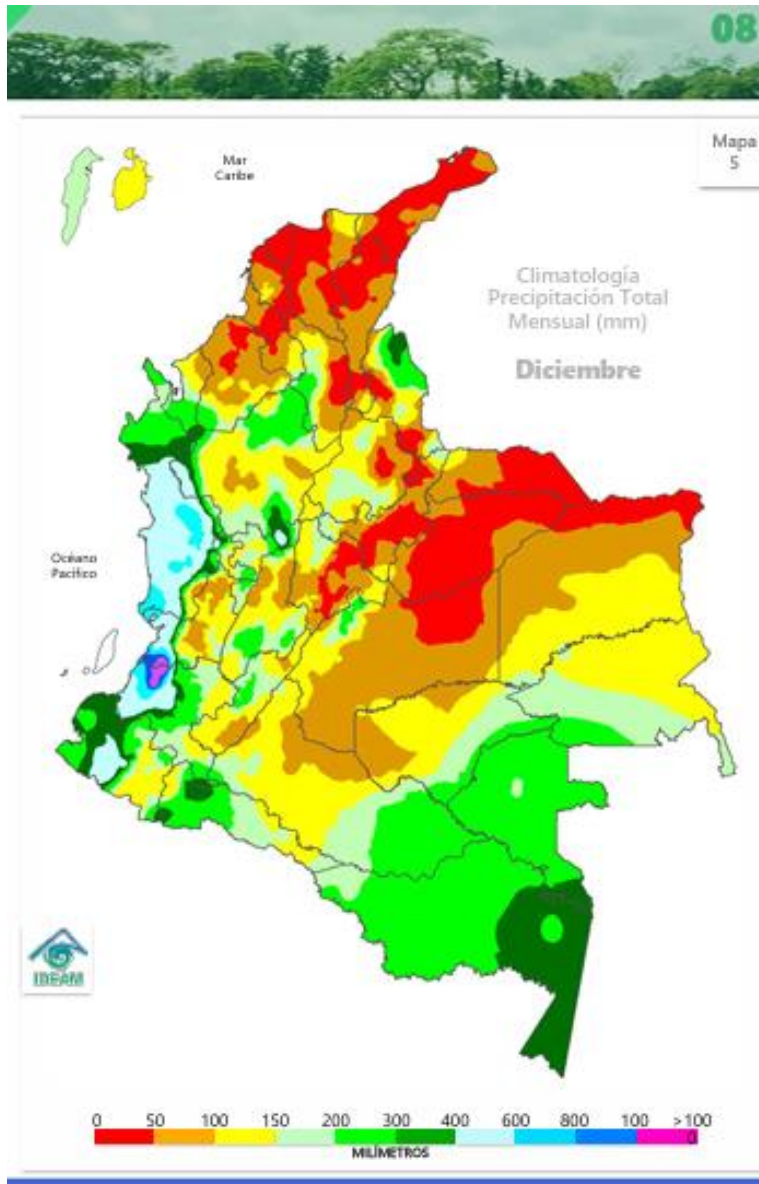 08
Mapa
5
Mar
Caribe
Climatología
Precipitación Total
Mensual (mm)
Diciembre
Océano
Pacífico
IDEAM
0 50 100 150 200 300 400 600 800 100 >100
0
MILÍMETROS